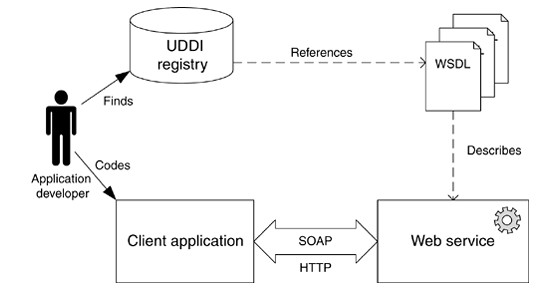 UDDI
registry
References
WSDL
Finds
Describes
Codes
Application
developer
Client application
SOAP
HTTP
Web service